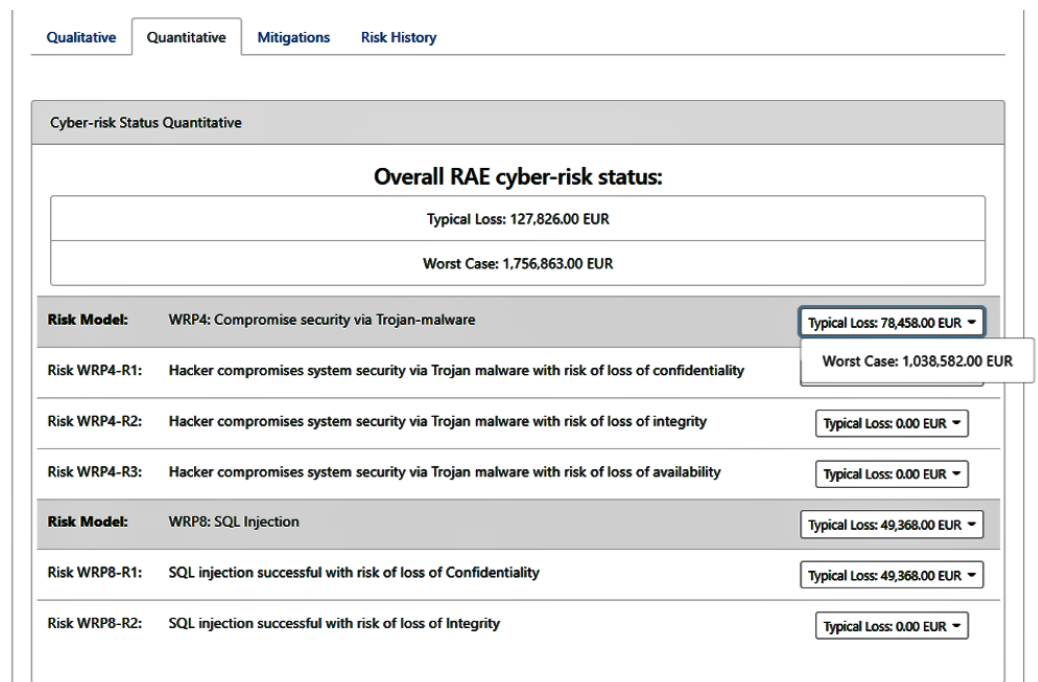 Qualitative Quantitative Mitigations Risk History
Cyber-risk Status Quantitative
Overall RAE cyber-risk status:
Typical Loss: 127,826.00 EUR
Worst Case: 1,756,863.00 EUR
Risk Model: WRP4: Compromise security via Trojan-malware Typical Loss: 78,458.00 EUR
Worst Case: 1,038,582.00 EUR
Risk WRP4-R1: Hacker compromises system security via Trojan malware with risk of loss of confidentiality
Risk WRP4-R2: Hacker compromises system security via Trojan malware with risk of loss of integrity Typical Loss: 0.00 EUR
Risk WRP4-R3: Hacker compromises system security via Trojan malware with risk of loss of availability Typical Loss: 0.00 EUR
Risk Model: WRP8: SQL Injection Typical Loss: 49,368.00 EUR
Risk WRP8-R1: SQL injection successful with risk of loss of Confidentiality Typical Loss: 49,368.00 EUR
Risk WRP8-R2: SQL injection successful with risk of loss of Integrity Typical Loss: 0.00 EUR